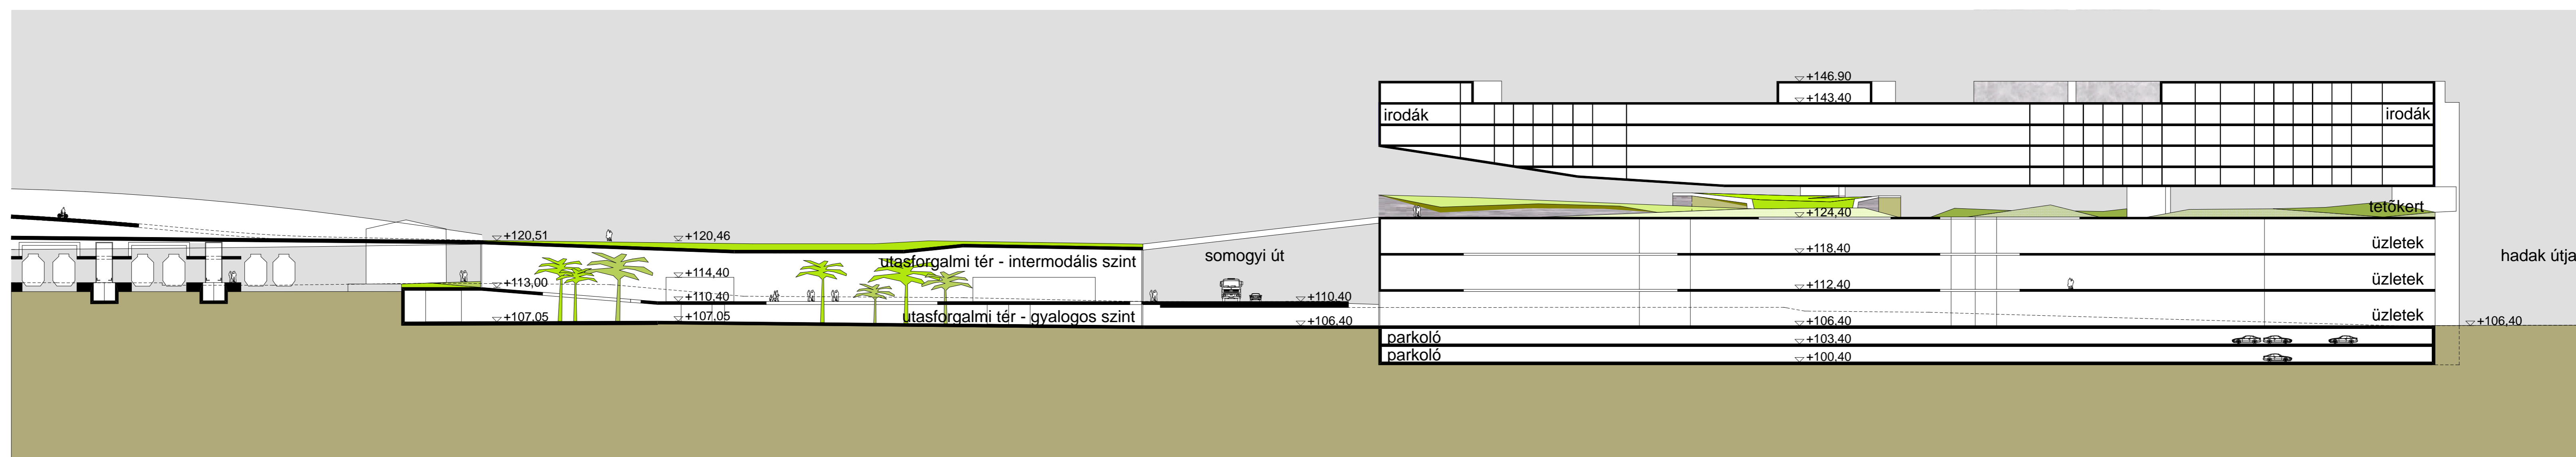 +146.90
+143,40
irodák
irodák
tetõkert
+124,40
+120,51
+120,46
üzletek
+118,40
somogyi út
hadak útja
utasforgalmi tér - intermodális szint
+114,40
+113,00
üzletek
+112,40
+110,40
+110,40
utasforgalmi tér - gyalogos szint
üzletek
+107,05
+107,05
+106,40
+106,40
+106,40
parkoló
+103,40
parkoló
+100,40